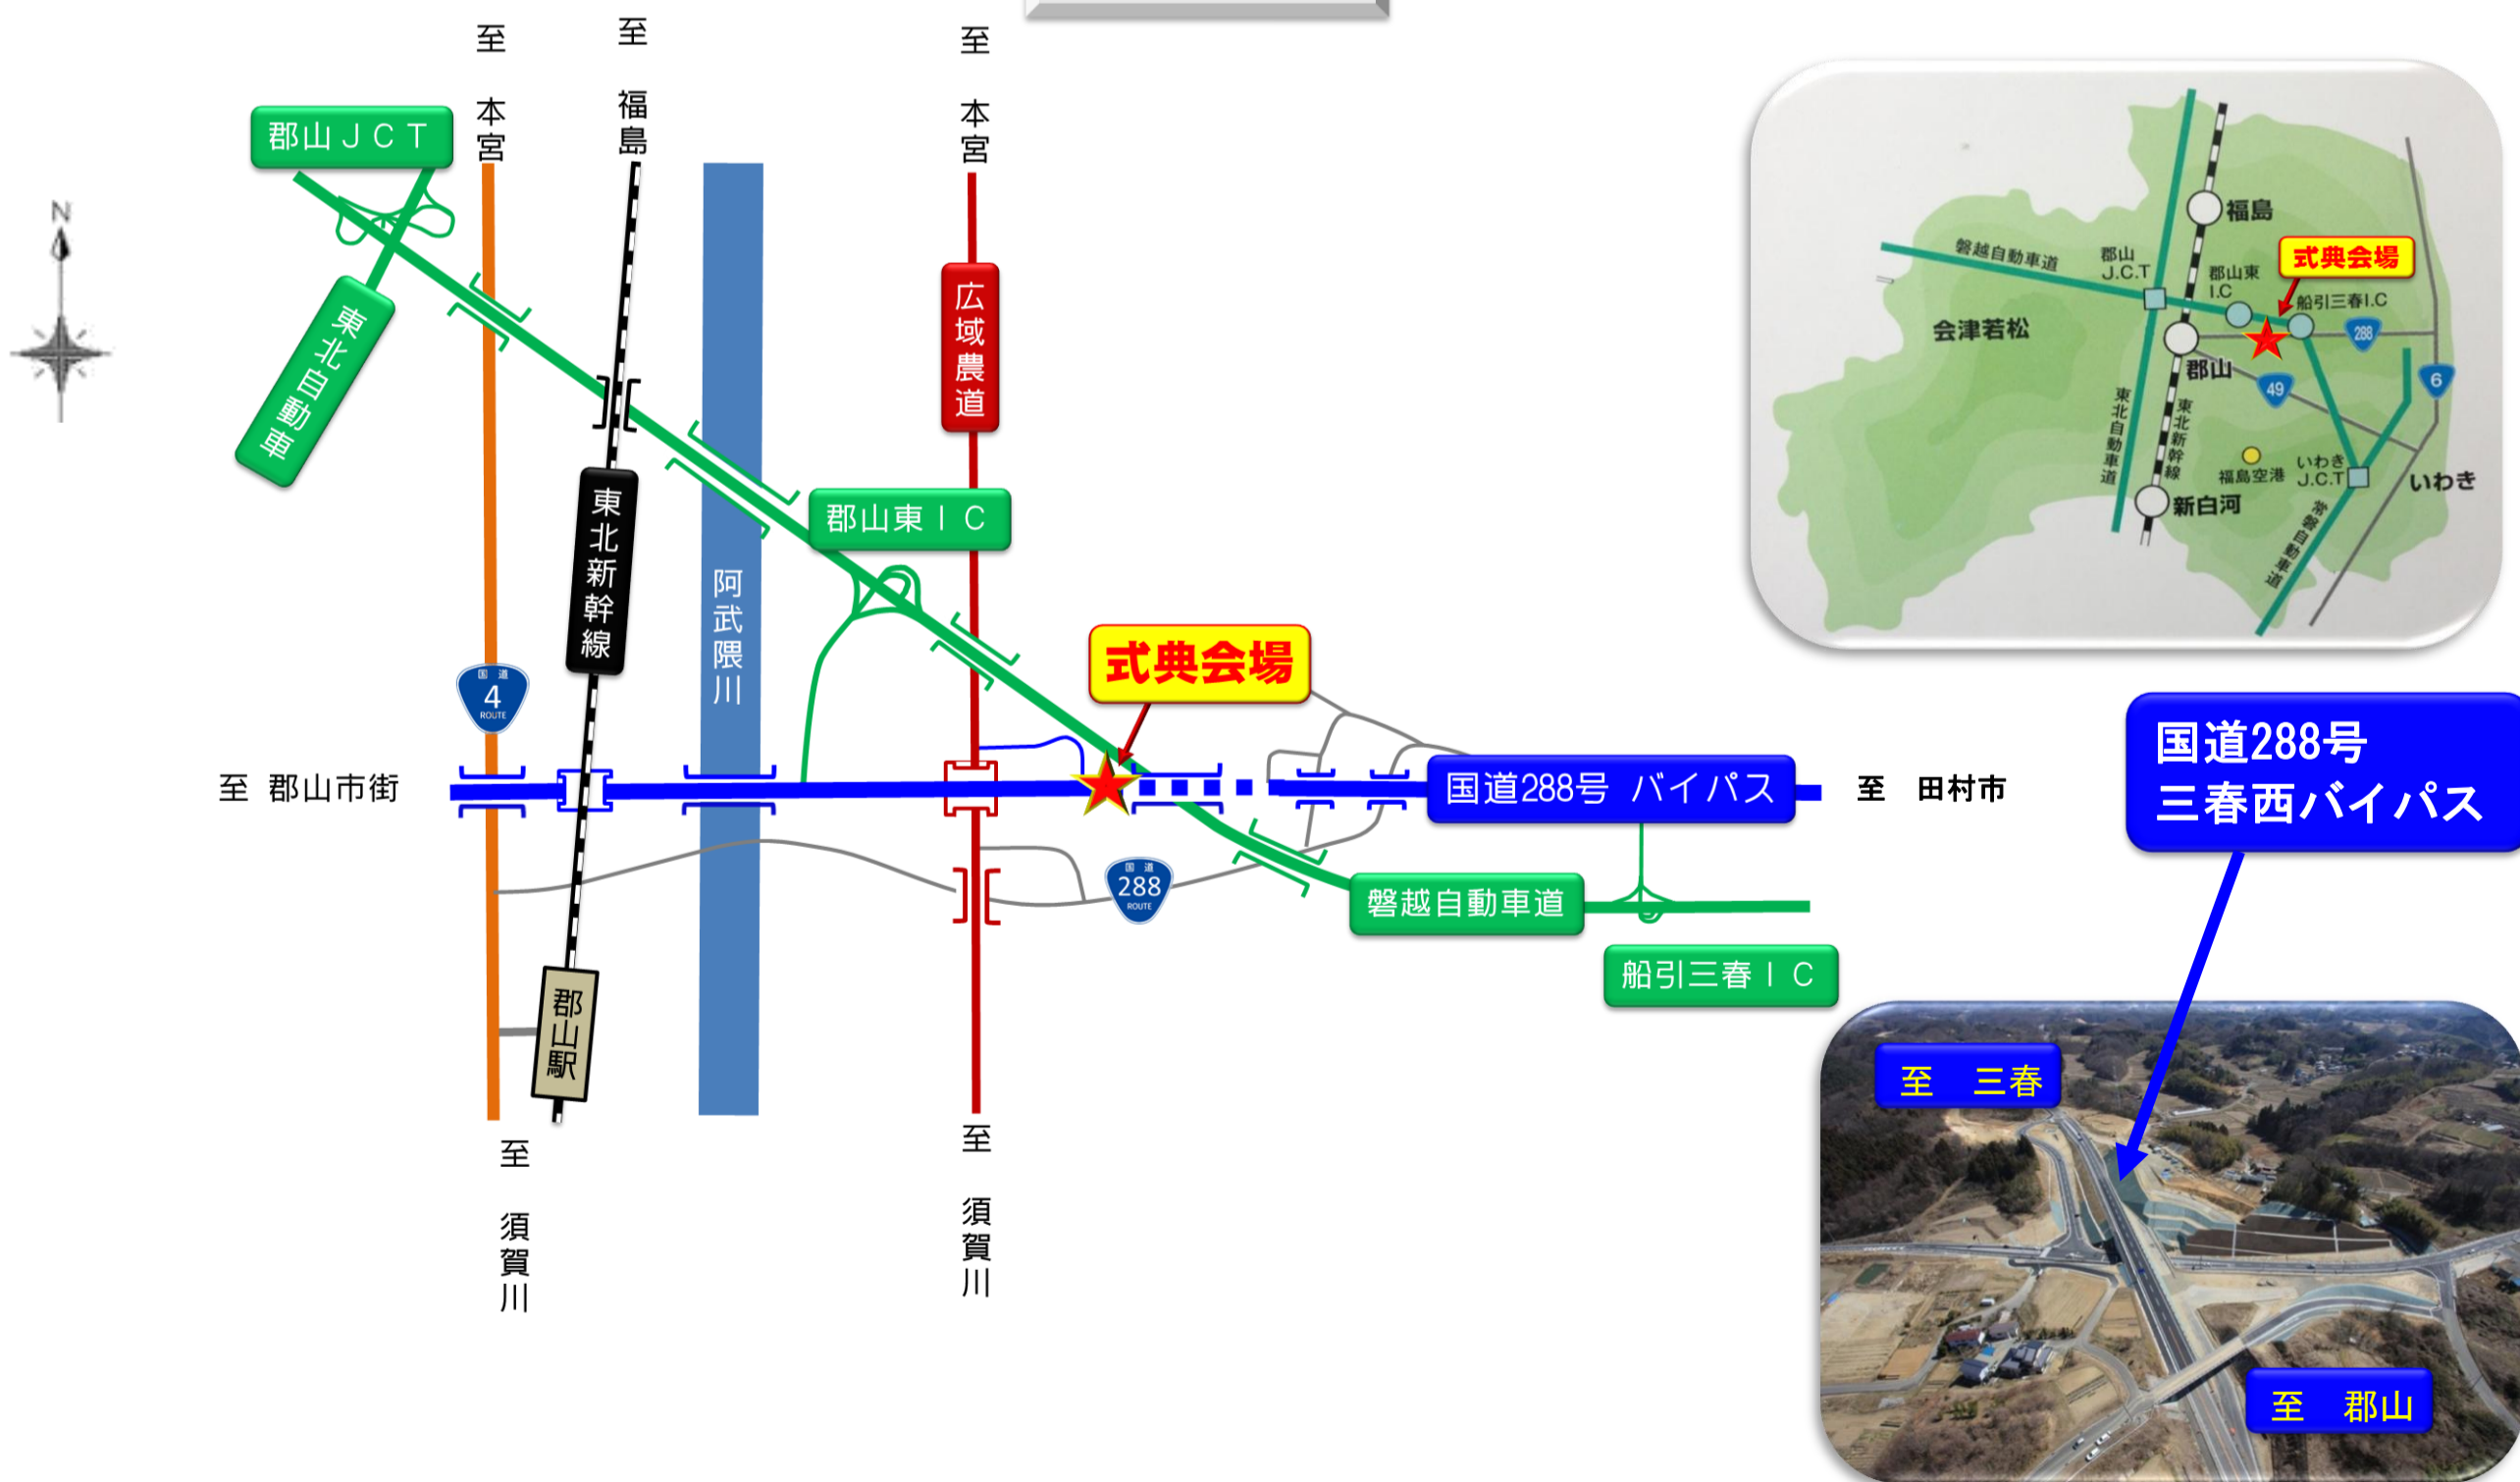 至 本宮
至 福島
至 本宮
郡山JCT
N
東北自動車
広域農道
東北新幹線
郡山東IC
阿武隈川
式典会場
国道
4
ROUTE
至 郡山市街
国道288号 バイパス
至 田村市
国道
288
ROUTE
磐越自動車道
船引三春IC
郡山駅
至 須賀川
至 須賀川
福島
式典会場
磐越自動車道
郡山
J.C.T
郡山東
I.C
船引三春I.C
288
会津若松
郡山
49
6
東北自動車道
東北新幹線
福島空港
いわき
J.C.T
いわき
新白河
常磐自動車道
国道288号
三春西バイパス
至 三春
至 郡山